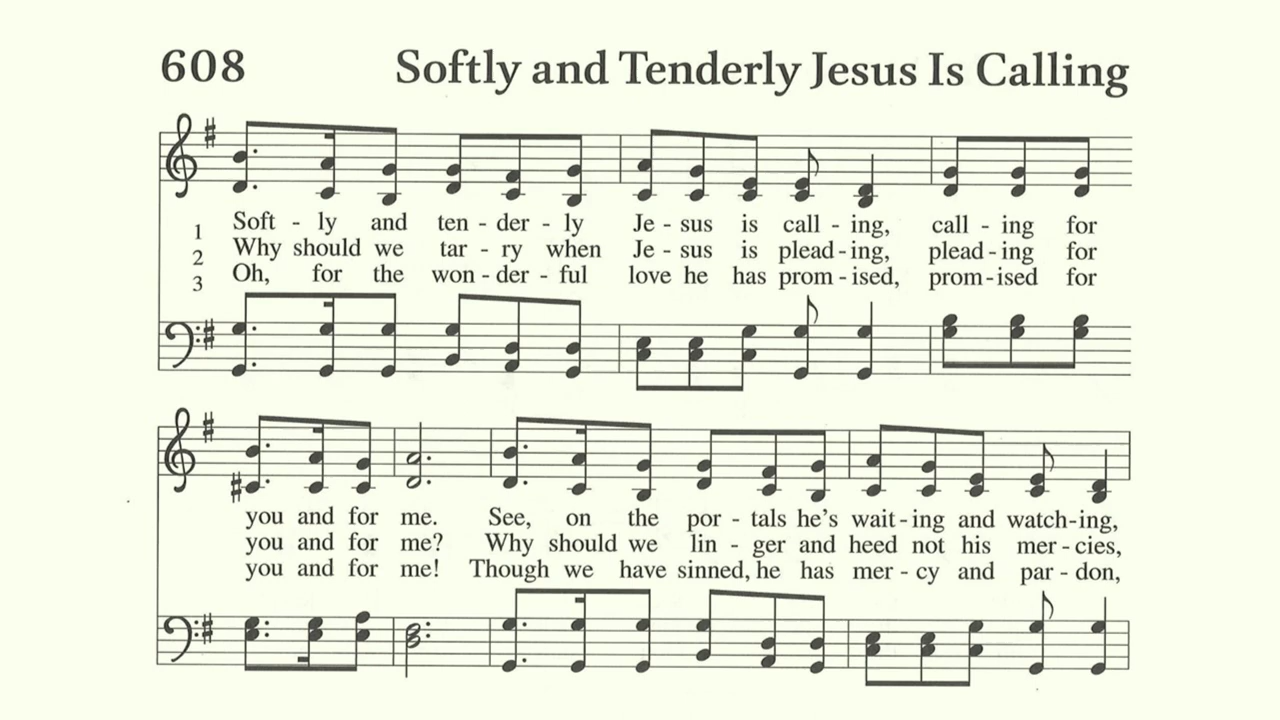 608 Softly and Tenderly Jesus Is Calling
1 Soft - ly and ten - der - ly Je - sus is call - ing, call - ing for
2 Why should we tar - ry when Je - sus is plead - ing, plead - ing for
3 Oh, for the won - der - ful love he has prom - ised, prom - ised for
you and for me. See, on the por - tals he's wait - ing and watch - ing,
you and for me? Why should we lin - ger and heed not his mer - cies,
you and for me! Though we have sinned, he has mer - cy and par - don,